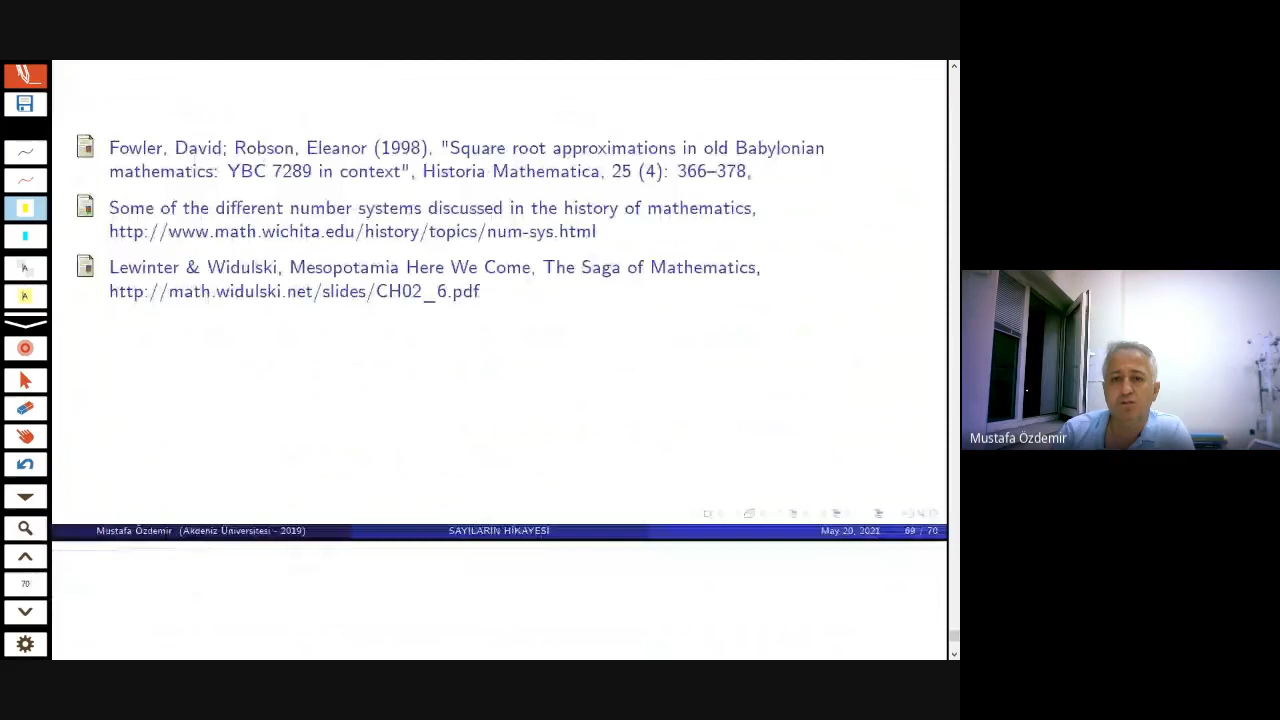 Fowler, David; Robson, Eleanor (1998), "Square root approximations in old Babylonian
mathematics: YBC 7289 in context", Historia Mathematica, 25 (4): 366–378,
Some of the different number systems discussed in the history of mathematics,
http://www.math.wichita.edu/history/topics/num-sys.html
Lewinter & Widulski, Mesopotamia Here We Come, The Saga of Mathematics,
http://math.widulski.net/slides/CH02_6.pdf
Mustafa Özdemir (Akdeniz Üniversitesi - 2019) SAYILARIN HİKAYESİ May 20, 2021 69 / 70
70
Mustafa Özdemir
A
A